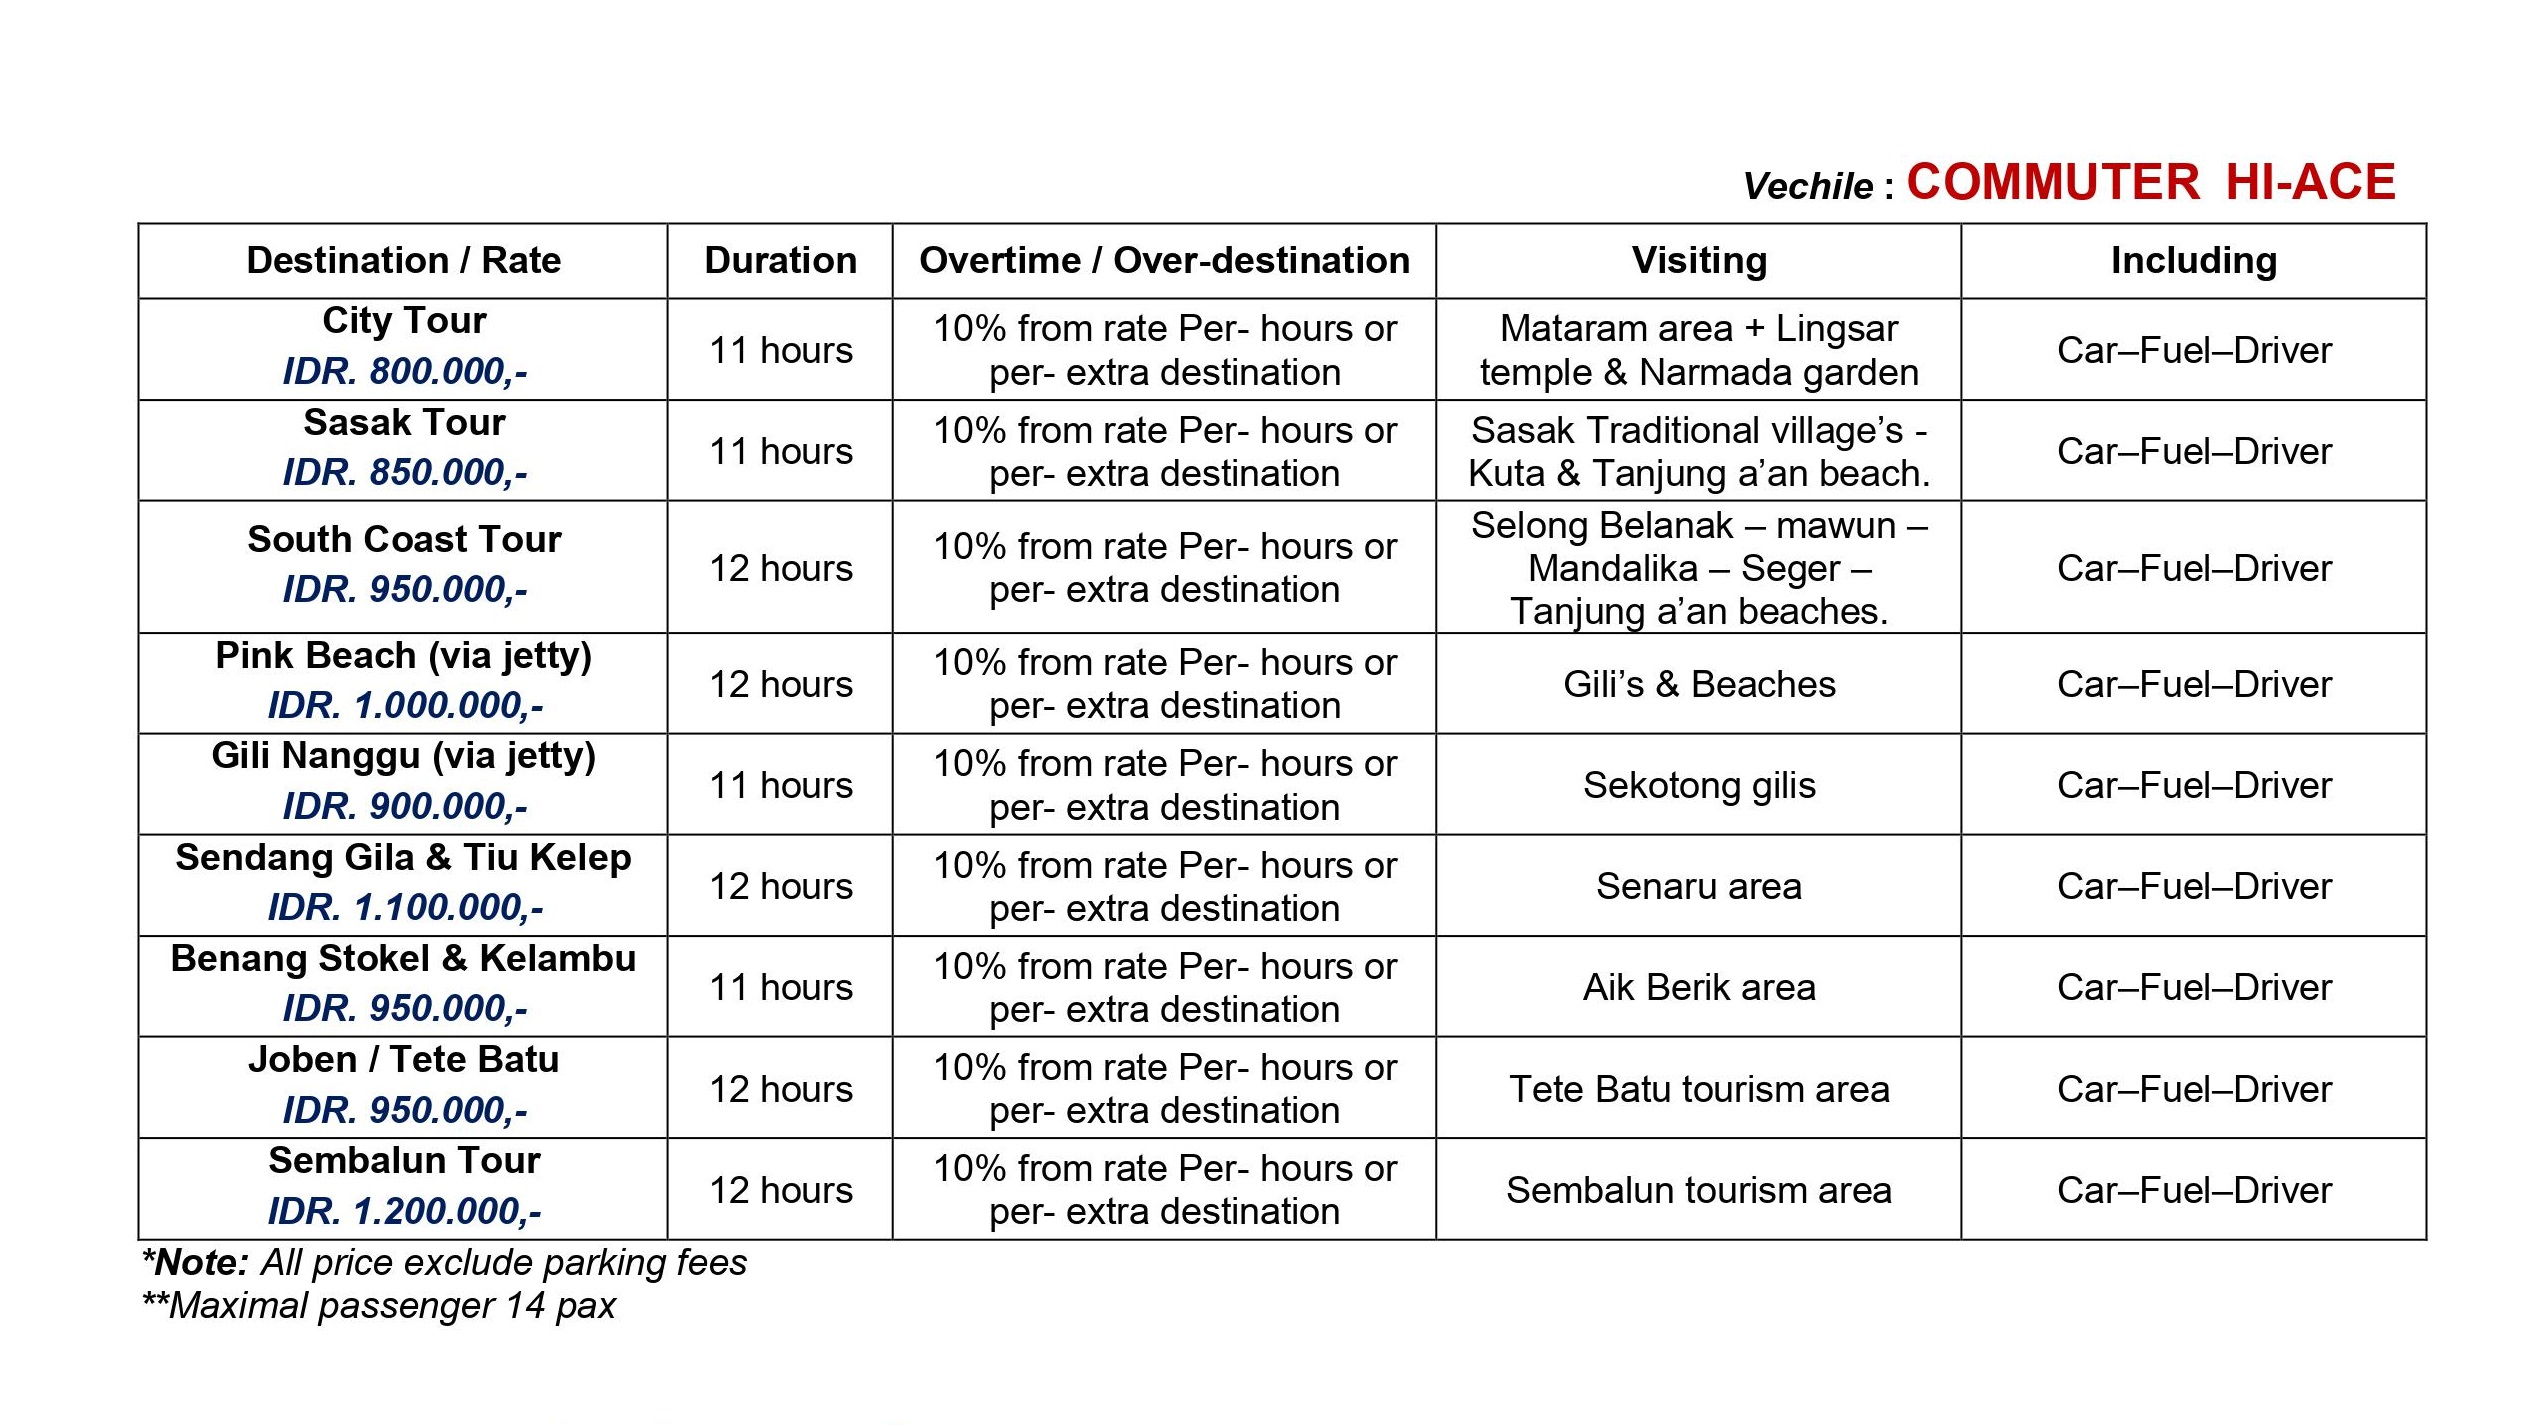 Vechile : COMMUTER HI-ACE
Destination / Rate
Duration
Overtime / Over-destination
Visiting
Including
City Tour
IDR. 800.000,-
11 hours
10% from rate Per- hours or
per- extra destination
Mataram area + Lingsar
temple & Narmada garden
Car–Fuel–Driver
Sasak Tour
IDR. 850.000,-
11 hours
10% from rate Per- hours or
per- extra destination
Sasak Traditional village’s -
Kuta & Tanjung a’an beach.
Car–Fuel–Driver
South Coast Tour
IDR. 950.000,-
12 hours
10% from rate Per- hours or
per- extra destination
Selong Belanak – mawun –
Mandalika – Seger –
Tanjung a’an beaches.
Car–Fuel–Driver
Pink Beach (via jetty)
IDR. 1.000.000,-
12 hours
10% from rate Per- hours or
per- extra destination
Gili’s & Beaches
Car–Fuel–Driver
Gili Nanggu (via jetty)
IDR. 900.000,-
11 hours
10% from rate Per- hours or
per- extra destination
Sekotong gilis
Car–Fuel–Driver
Sendang Gila & Tiu Kelep
IDR. 1.100.000,-
12 hours
10% from rate Per- hours or
per- extra destination
Senaru area
Car–Fuel–Driver
Benang Stokel & Kelambu
IDR. 950.000,-
11 hours
10% from rate Per- hours or
per- extra destination
Aik Berik area
Car–Fuel–Driver
Joben / Tete Batu
IDR. 950.000,-
12 hours
10% from rate Per- hours or
per- extra destination
Tete Batu tourism area
Car–Fuel–Driver
Sembalun Tour
IDR. 1.200.000,-
12 hours
10% from rate Per- hours or
per- extra destination
Sembalun tourism area
Car–Fuel–Driver
*Note: All price exclude parking fees
**Maximal passenger 14 pax